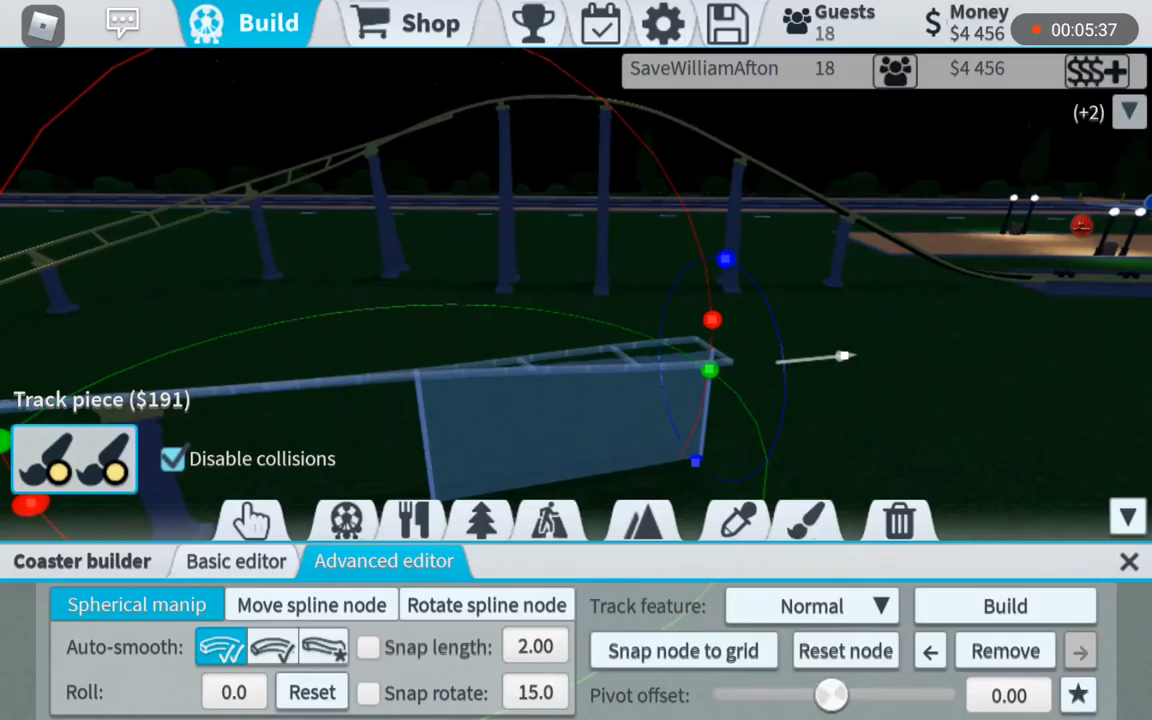 Build
Shop
Guests
18
Money
$4 456
00:05:37
SaveWilliamAfton 18 $4 456
(+2)
Track piece ($191)
Disable collisions
Coaster builder Basic editor Advanced editor
Spherical manip Move spline node Rotate spline node Track feature: Normal Build
Auto-smooth: Snap length: 2.00 Snap node to grid Reset node Remove
Roll: 0.0 Reset Snap rotate: 15.0 Pivot offset: 0.00